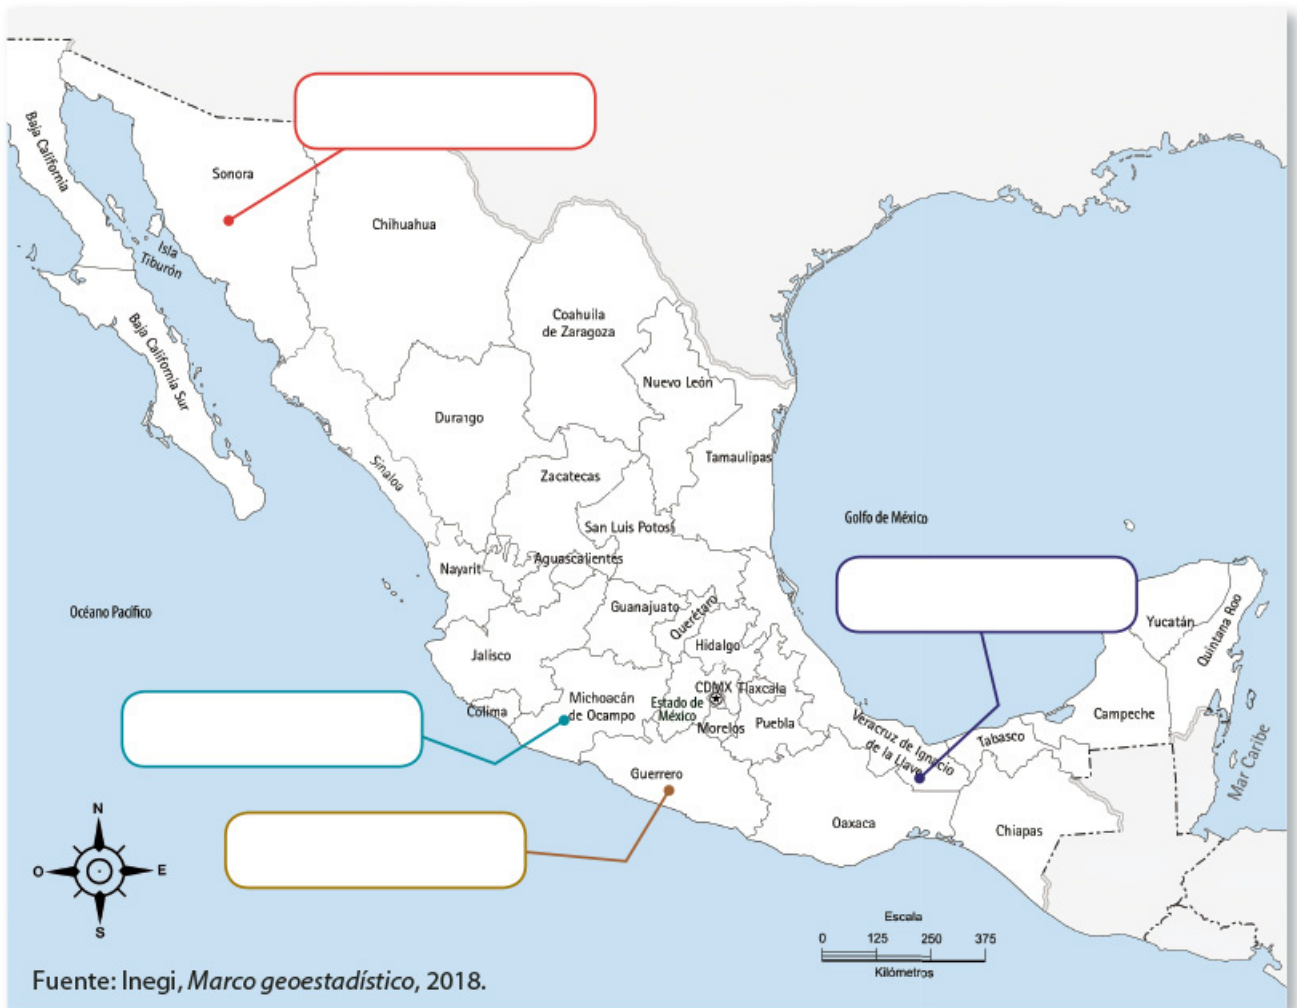 Baja California
Sonora
Chihuahua
Isla
Tiburón
Coahuila
de Zaragoza
Baja California Sur
Nuevo León
Durango
Tamaulipas
Sinaloa
Zacatecas
Golfo de México
San Luis Potosí
Aguascalientes
Nayarit
Océano Pacífico
Guanajuato
Querétaro
Hidalgo
Yucatán
Quintana Roo
Jalisco
CDMX
Tlaxcala
Michoacán
de Ocampo
Estado de
México
Colima
Morelos
Puebla
Veracruz de Ignacio
de la Llave
Tabasco
Campeche
Mar Caribe
Guerrero
Oaxaca
Chiapas
N
O
E
S
Escala
0 125 250 375
Kilómetros
Fuente: Inegi, Marco geoestadístico, 2018.